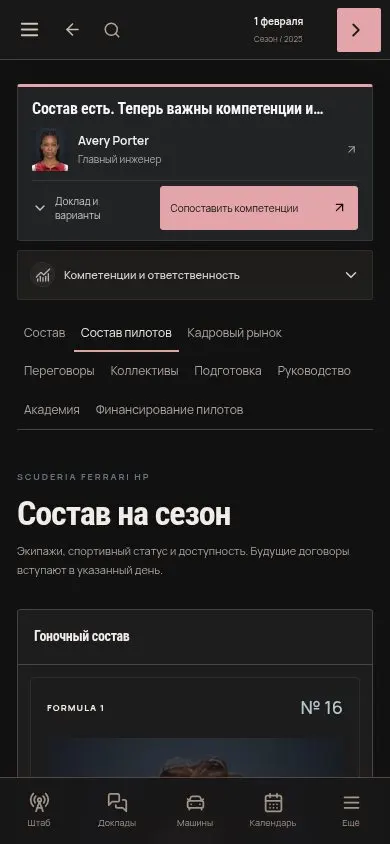 1 февраля
Сезон / 2025
Состав есть. Теперь важны компетенции и…
Avery Porter
Главный инженер
Доклад и
варианты
Сопоставить компетенции
Компетенции и ответственность
Состав Состав пилотов Кадровый рынок
Переговоры Коллективы Подготовка Руководство
Академия Финансирование пилотов
SCUDERIA FERRARI HP
Состав на сезон
Экипажи, спортивный статус и доступность. Будущие договоры
вступают в указанный день.
Гоночный состав
FORMULA 1 № 16
Штаб Доклады Машины Календарь Ещё